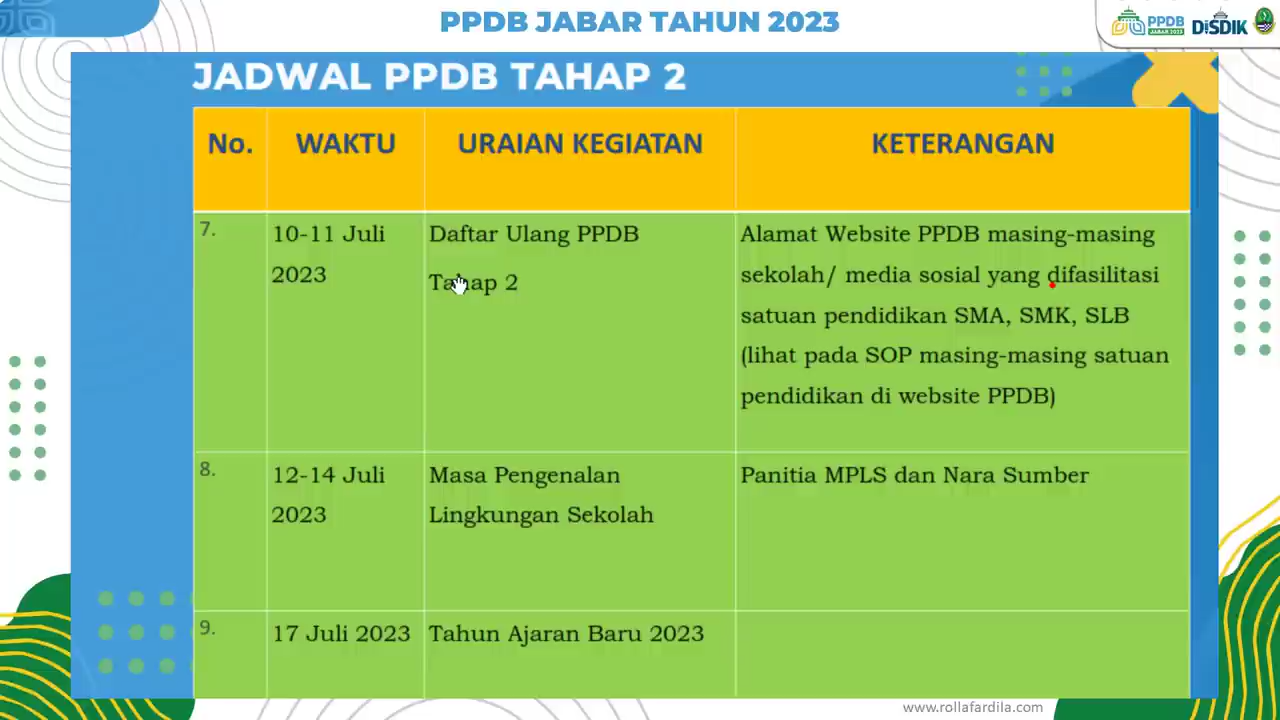 PPDB JABAR TAHUN 2023
PPDB
JABAR 2023
DISDIK
JADWAL PPDB TAHAP 2
No.
WAKTU
URAIAN KEGIATAN
KETERANGAN
7.
10-11 Juli
2023
Daftar Ulang PPDB
Tahap 2
Alamat Website PPDB masing-masing
sekolah/ media sosial yang difasilitasi
satuan pendidikan SMA, SMK, SLB
(lihat pada SOP masing-masing satuan
pendidikan di website PPDB)
8.
12-14 Juli
2023
Masa Pengenalan
Lingkungan Sekolah
Panitia MPLS dan Nara Sumber
9.
17 Juli 2023
Tahun Ajaran Baru 2023
www.rollafardila.com